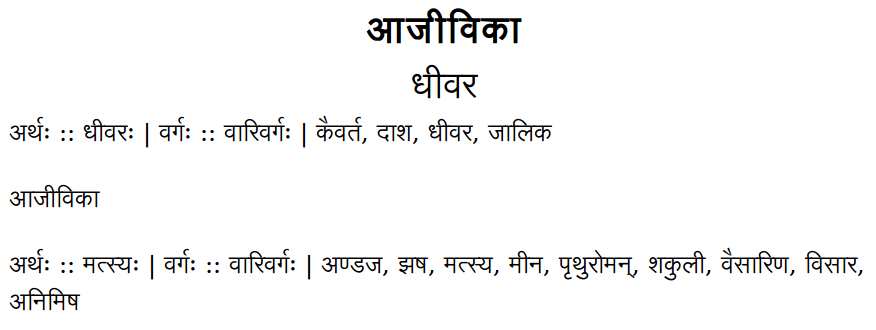 आजीविका
धीवर
अर्थः :: धीवरः | वर्गः :: वारिवर्गः | कैवर्त, दाश, धीवर, जालिक
आजीविका
अर्थः :: मत्स्यः | वर्गः :: वारिवर्गः | अण्डज, झष, मत्स्य, मीन, पृथुरोमन्, शकुली, वैसारिण, विसार,
अनिमिष